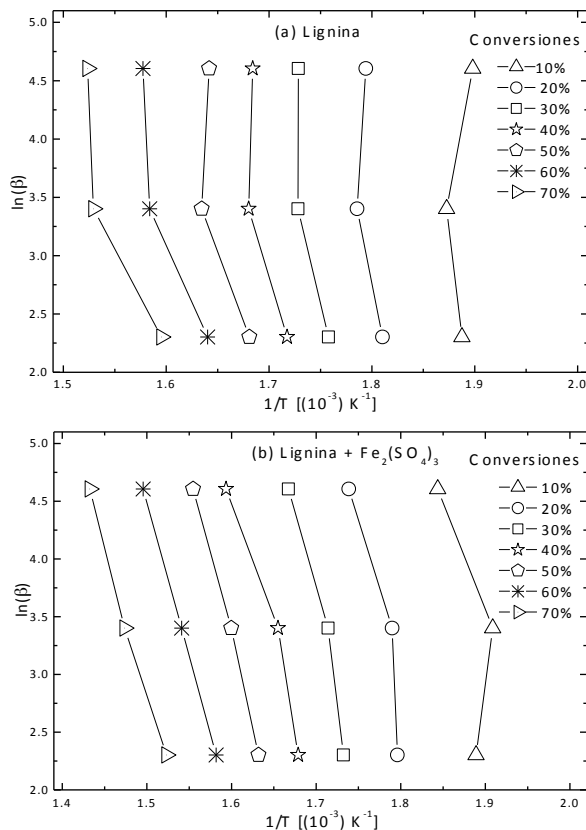 (a) Lignina
Conversiones
10%
20%
30%
40%
50%
60%
70%
ln(β)
5.0
4.5
4.0
3.5
3.0
2.5
2.0
1.5 1.6 1.7 1.8 1.9 2.0
1/T [(10⁻³) K⁻¹]
(b) Lignina + Fe₂(SO₄)₃
Conversiones
10%
20%
30%
40%
50%
60%
70%
ln(β)
5.0
4.5
4.0
3.5
3.0
2.5
2.0
1.4 1.5 1.6 1.7 1.8 1.9 2.0
1/T [(10⁻³) K⁻¹]